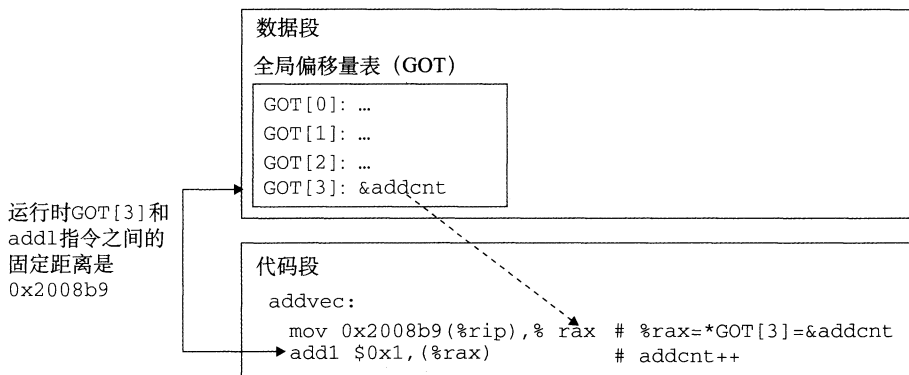 数据段
全局偏移量表（GOT）
GOT[0]: …
GOT[1]: …
GOT[2]: …
GOT[3]: &addcnt
运行时GOT[3]和
addl指令之间的
固定距离是
0x2008b9
代码段
addvec:
mov 0x2008b9(%rip),% rax # %rax=*GOT[3]=&addcnt
addl $0x1,(%rax) # addcnt++